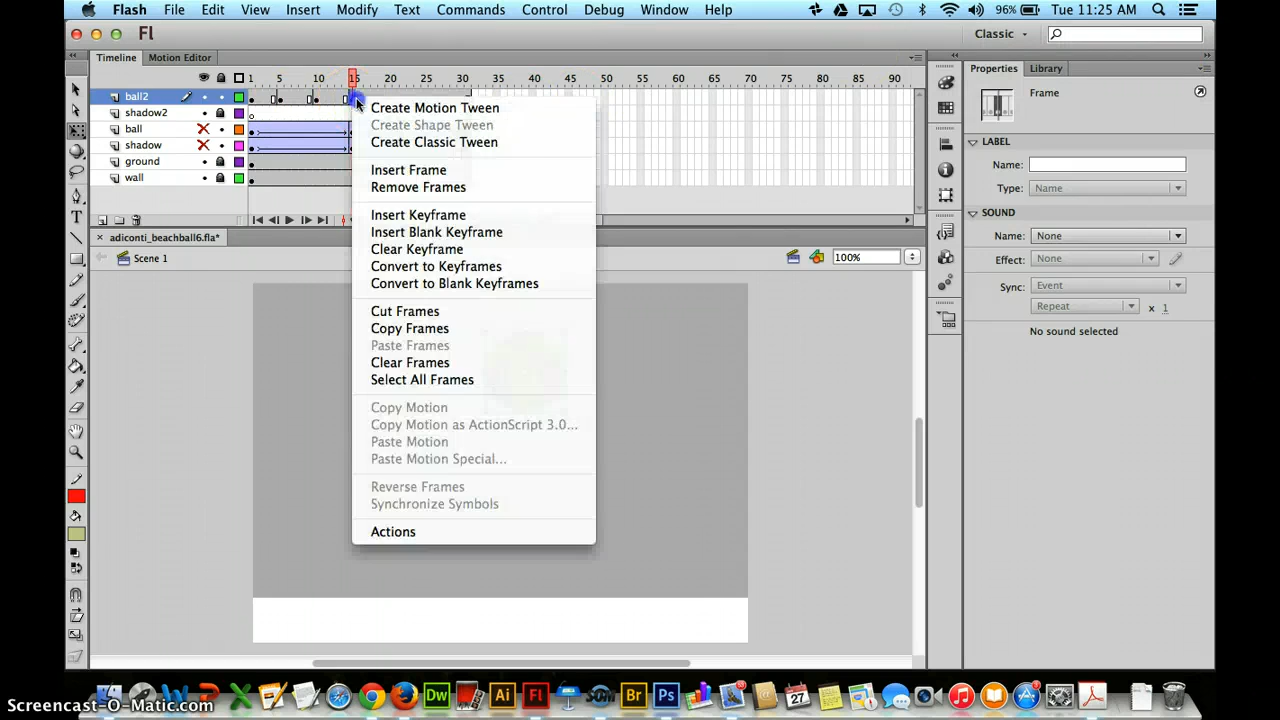 Flash File Edit View Insert Modify Text Commands Control Debug Window Help 96% Tue 11:25 AM
Fl Classic
Timeline Motion Editor Properties Library
1 5 10 15 20 25 30 35 40 45 50 55 60 65 70 75 80 85 90
ball2
shadow2
ball
shadow
ground
wall
Create Motion Tween
Create Shape Tween
Create Classic Tween
Insert Frame
Remove Frames
Insert Keyframe
Insert Blank Keyframe
Clear Keyframe
Convert to Keyframes
Convert to Blank Keyframes
Cut Frames
Copy Frames
Paste Frames
Clear Frames
Select All Frames
Copy Motion
Copy Motion as ActionScript 3.0...
Paste Motion
Paste Motion Special...
Reverse Frames
Synchronize Symbols
Actions
adiconti_beachball6.fla*
Scene 1 100%
Frame
LABEL
Name:
Type: Name
SOUND
Name: None
Effect: None
Sync: Event
Repeat x 1
No sound selected
Dw Ai Fl Br Ps 27
Screencast-O-Matic.com